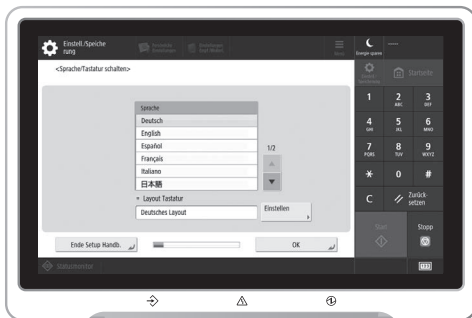 Einstell./Speiche
rung
Energie sparen
<Sprache/Tastatur schalten>
Startseite
Sprache
Deutsch
English
Español
Français
Italiano
日本語
1/2
Layout Tastatur
Deutsches Layout
Einstellen
Ende Setup Handb.
OK
1
2
ABC
3
DEF
4
GHI
5
JKL
6
MNO
7
PQRS
8
TUV
9
WXYZ
0
#
C
Zurück-
setzen
Start
Stopp
Statusmonitor